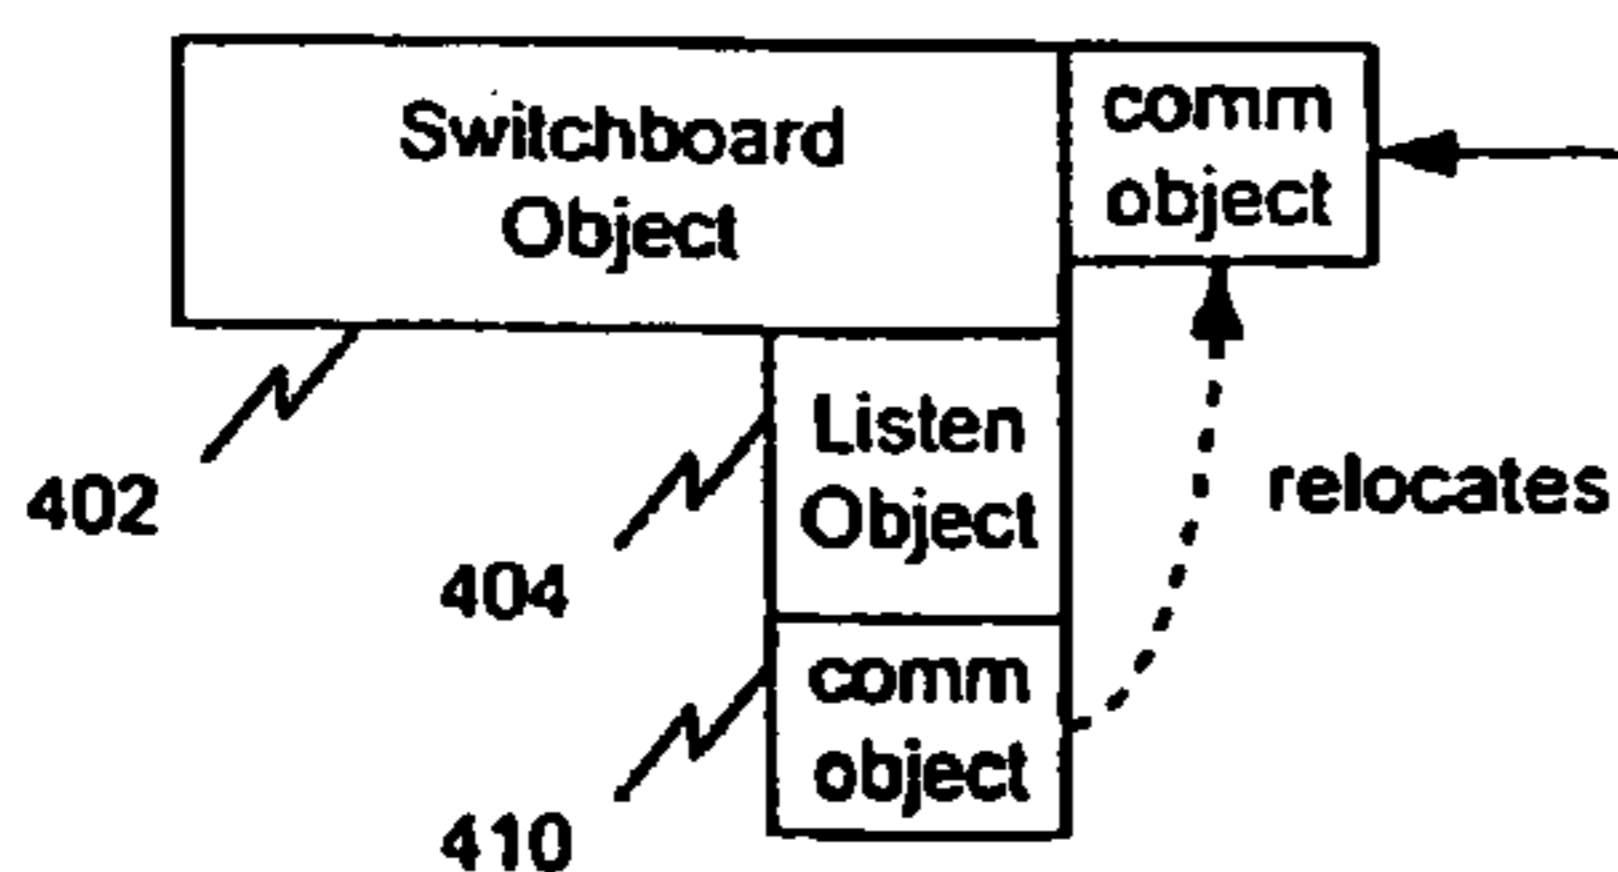 Switchboard
Object
comm
object
Listen
Object
relocates
402
404
comm
object
410